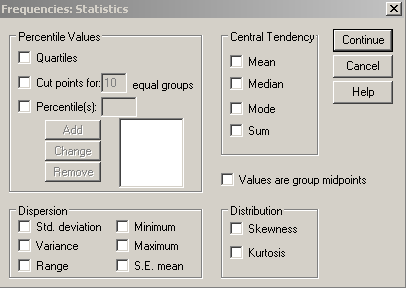 Frequencies: Statistics
Percentile Values
Quartiles
Cut points for: 10 equal groups
Percentile(s):
Add
Change
Remove
Central Tendency
Mean
Median
Mode
Sum
Continue
Cancel
Help
Values are group midpoints
Dispersion
Std. deviation Minimum
Variance Maximum
Range S.E. mean
Distribution
Skewness
Kurtosis